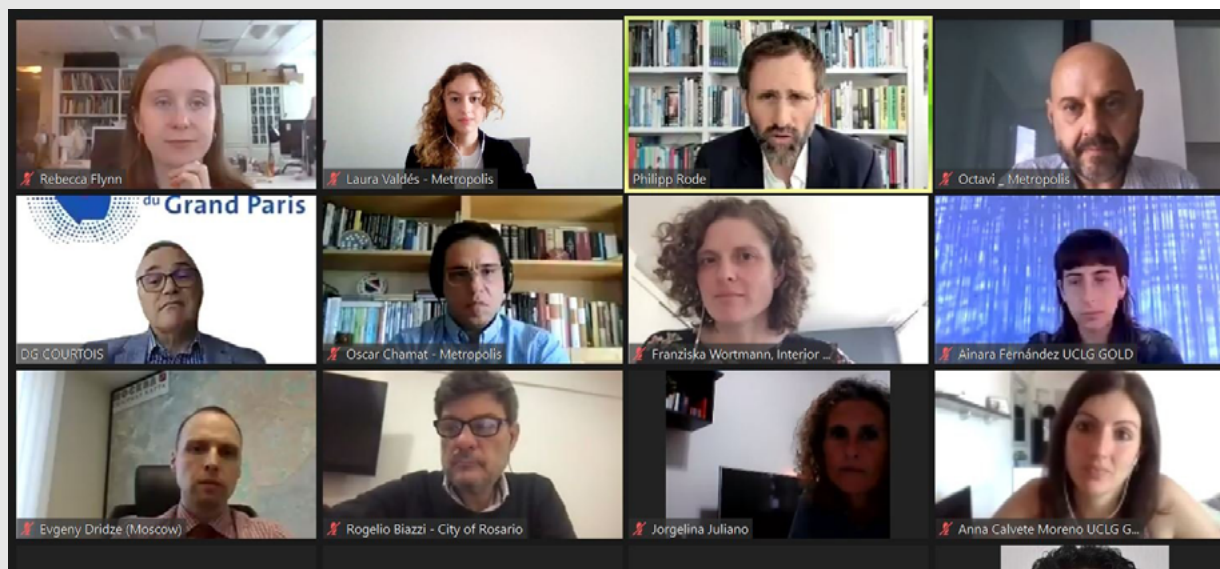 Rebecca Flynn
Laura Valdés - Metropolis
Philipp Rode
Octavi _ Metropolis
du Grand Paris
DG COURTOIS
Oscar Chamat - Metropolis
Franziska Wortmann, Interior ...
Ainara Fernández UCLG GOLD
Evgeny Dridze (Moscow)
Rogelio Biazzi - City of Rosario
Jorgelina Juliano
Anna Calvete Moreno UCLG G...